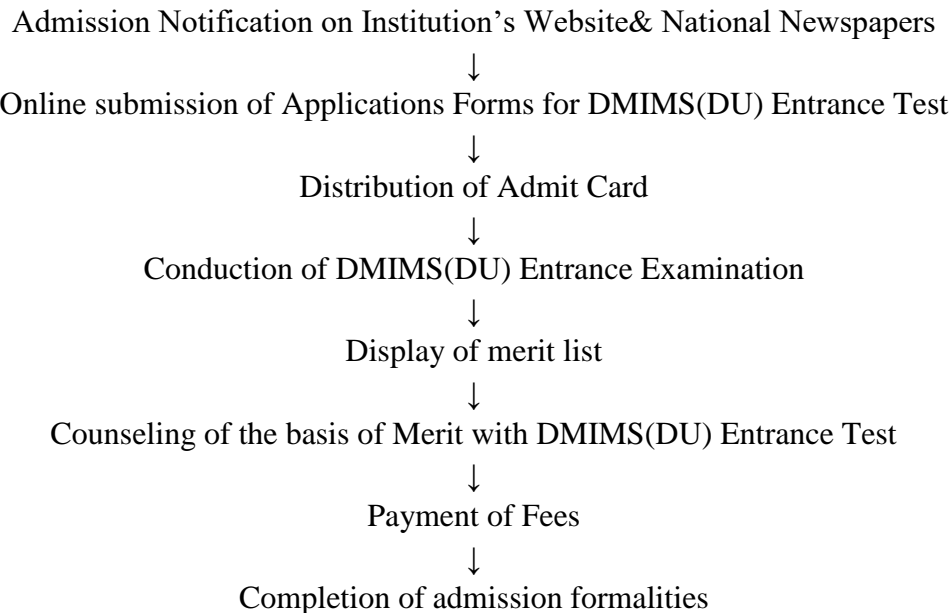 Admission Notification on Institution’s Website& National Newspapers
↓
Online submission of Applications Forms for DMIMS(DU) Entrance Test
↓
Distribution of Admit Card
↓
Conduction of DMIMS(DU) Entrance Examination
↓
Display of merit list
↓
Counseling of the basis of Merit with DMIMS(DU) Entrance Test
↓
Payment of Fees
↓
Completion of admission formalities